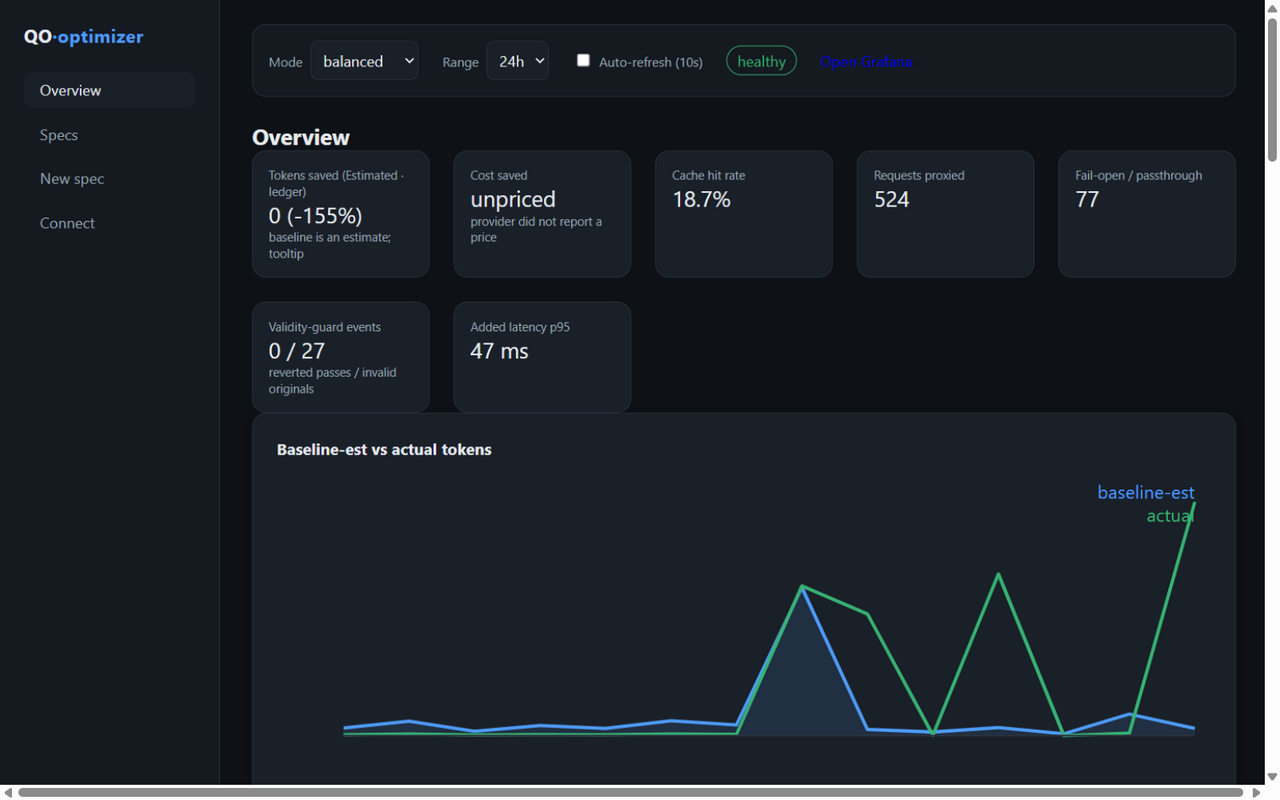 QO·optimizer
Overview
Specs
New spec
Connect
Mode balanced Range 24h Auto-refresh (10s) healthy Open Grafana
Overview
Tokens saved (Estimated ·
ledger)
0 (-155%)
baseline is an estimate;
tooltip
Cost saved
unpriced
provider did not report a
price
Cache hit rate
18.7%
Requests proxied
524
Fail-open / passthrough
77
Validity-guard events
0 / 27
reverted passes / invalid
originals
Added latency p95
47 ms
Baseline-est vs actual tokens
baseline-est
actual